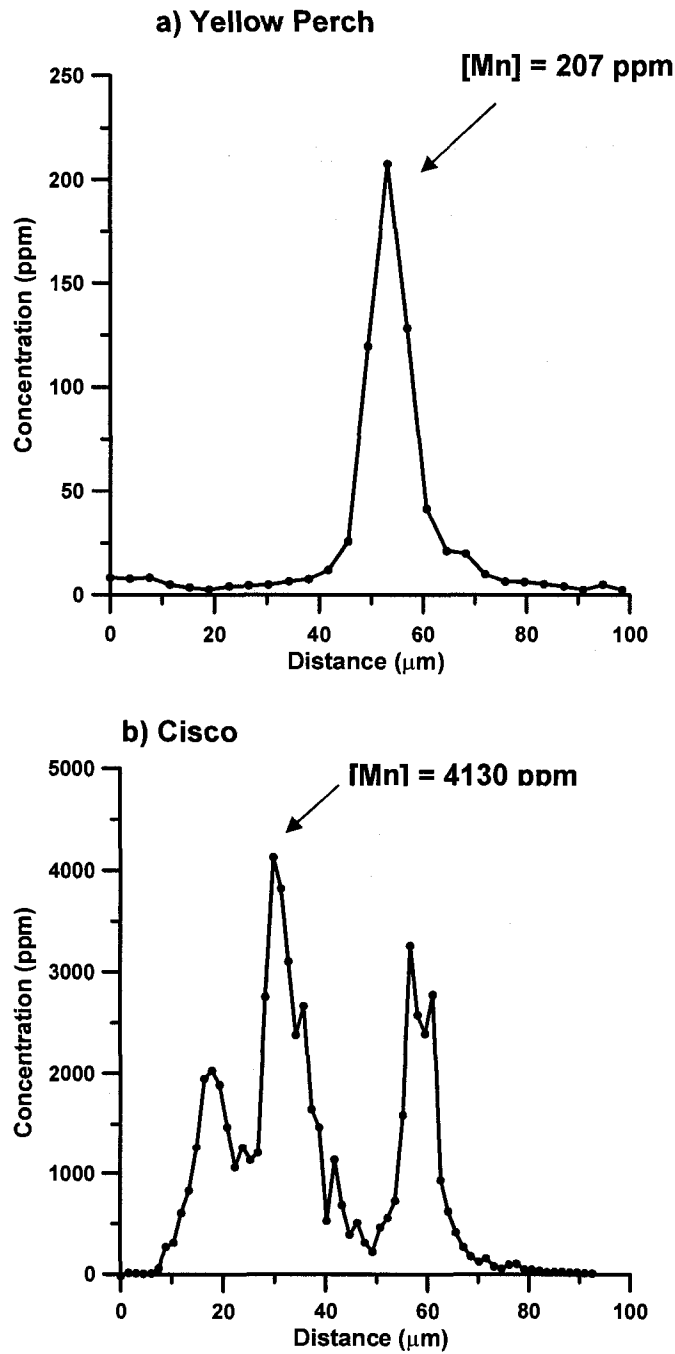 a) Yellow Perch
[Mn] = 207 ppm
250
200
150
100
50
0
Concentration (ppm)
0 20 40 60 80 100
Distance (μm)
b) Cisco
[Mn] = 4130 ppm
5000
4000
3000
2000
1000
0
Concentration (ppm)
0 20 40 60 80 100
Distance (μm)